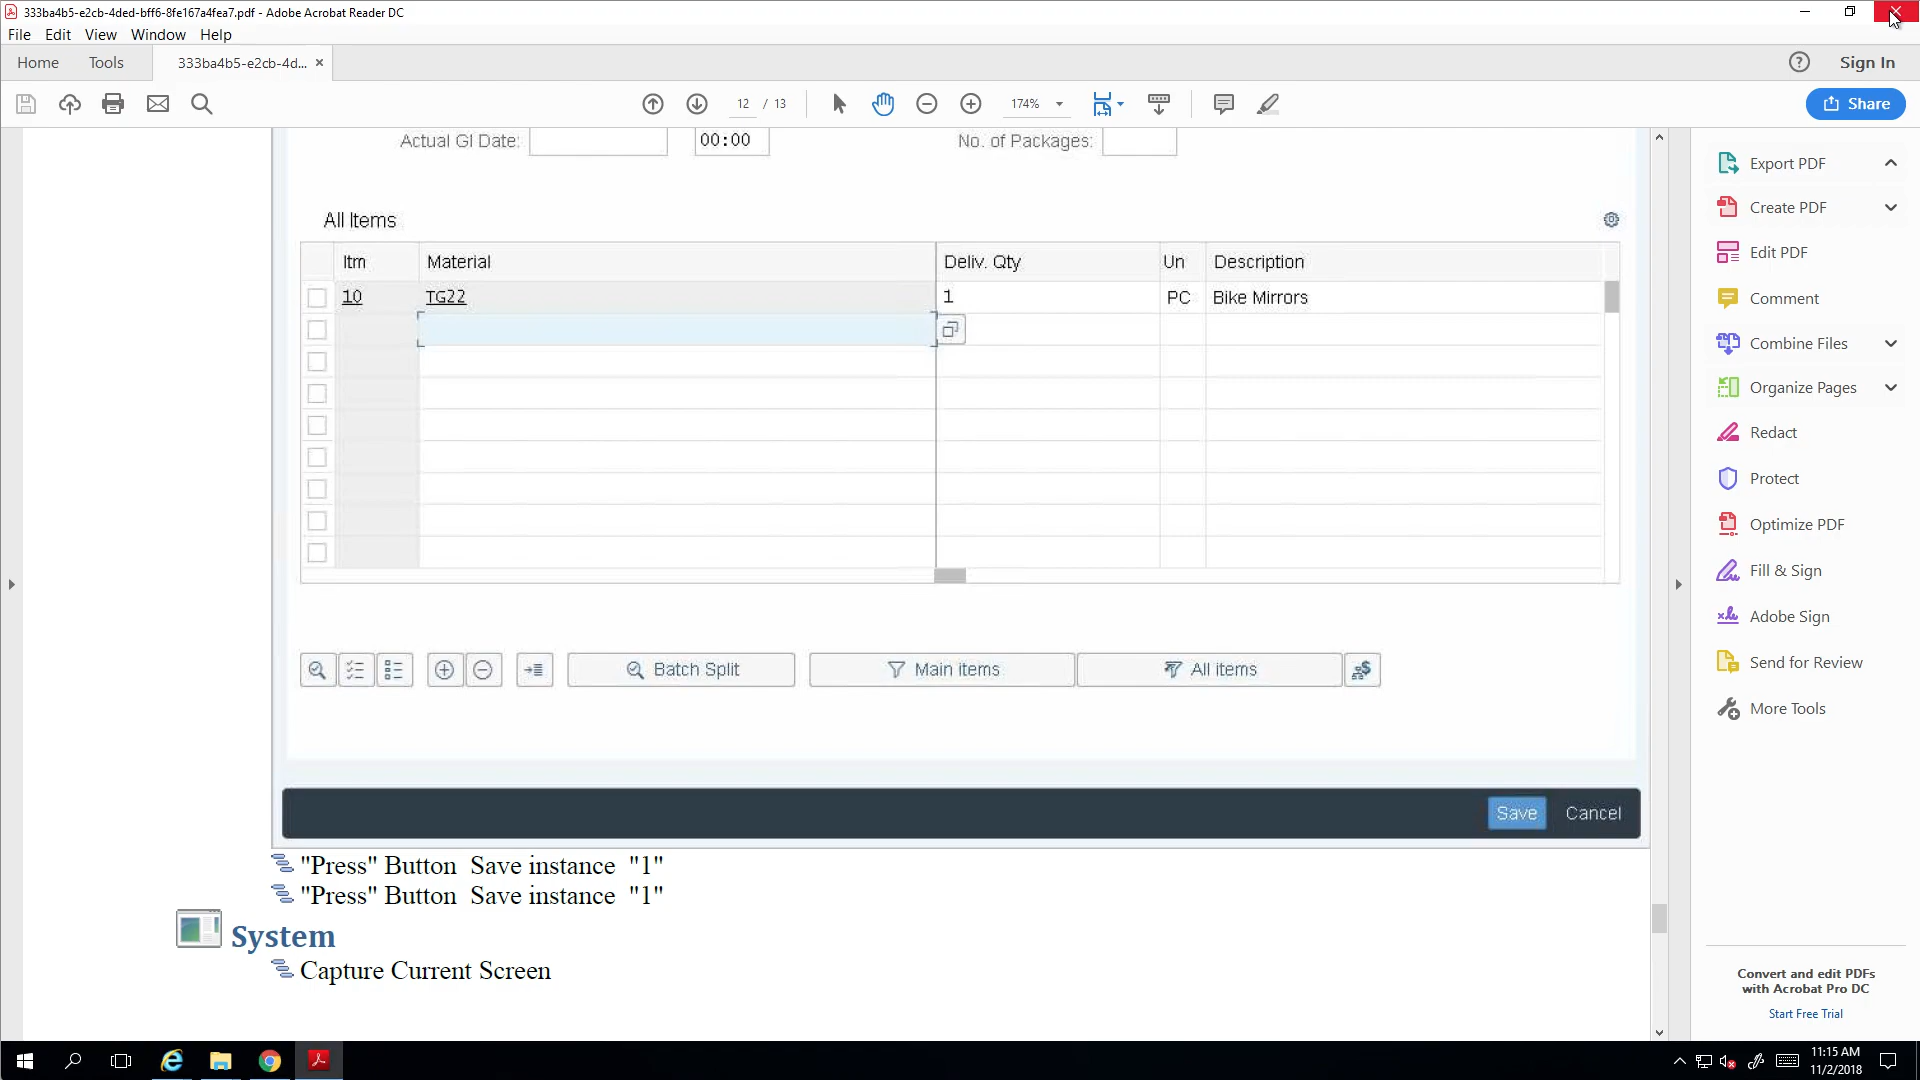 333ba4b5-e2cb-4ded-bff6-8fe167a4fea7.pdf - Adobe Acrobat Reader DC
File Edit View Window Help
Home Tools 333ba4b5-e2cb-4d... × Sign In
12 / 13 174% Share
Actual GI Date: 00:00 No. of Packages:
All Items
Itm Material Deliv. Qty Un Description
10 TG22 1 PC Bike Mirrors
Batch Split Main items All items
Save Cancel
"Press" Button Save instance "1"
"Press" Button Save instance "1"
System
Capture Current Screen
Export PDF
Create PDF
Edit PDF
Comment
Combine Files
Organize Pages
Redact
Protect
Optimize PDF
Fill & Sign
Adobe Sign
Send for Review
More Tools
Convert and edit PDFs
with Acrobat Pro DC
Start Free Trial
11:15 AM
11/2/2018